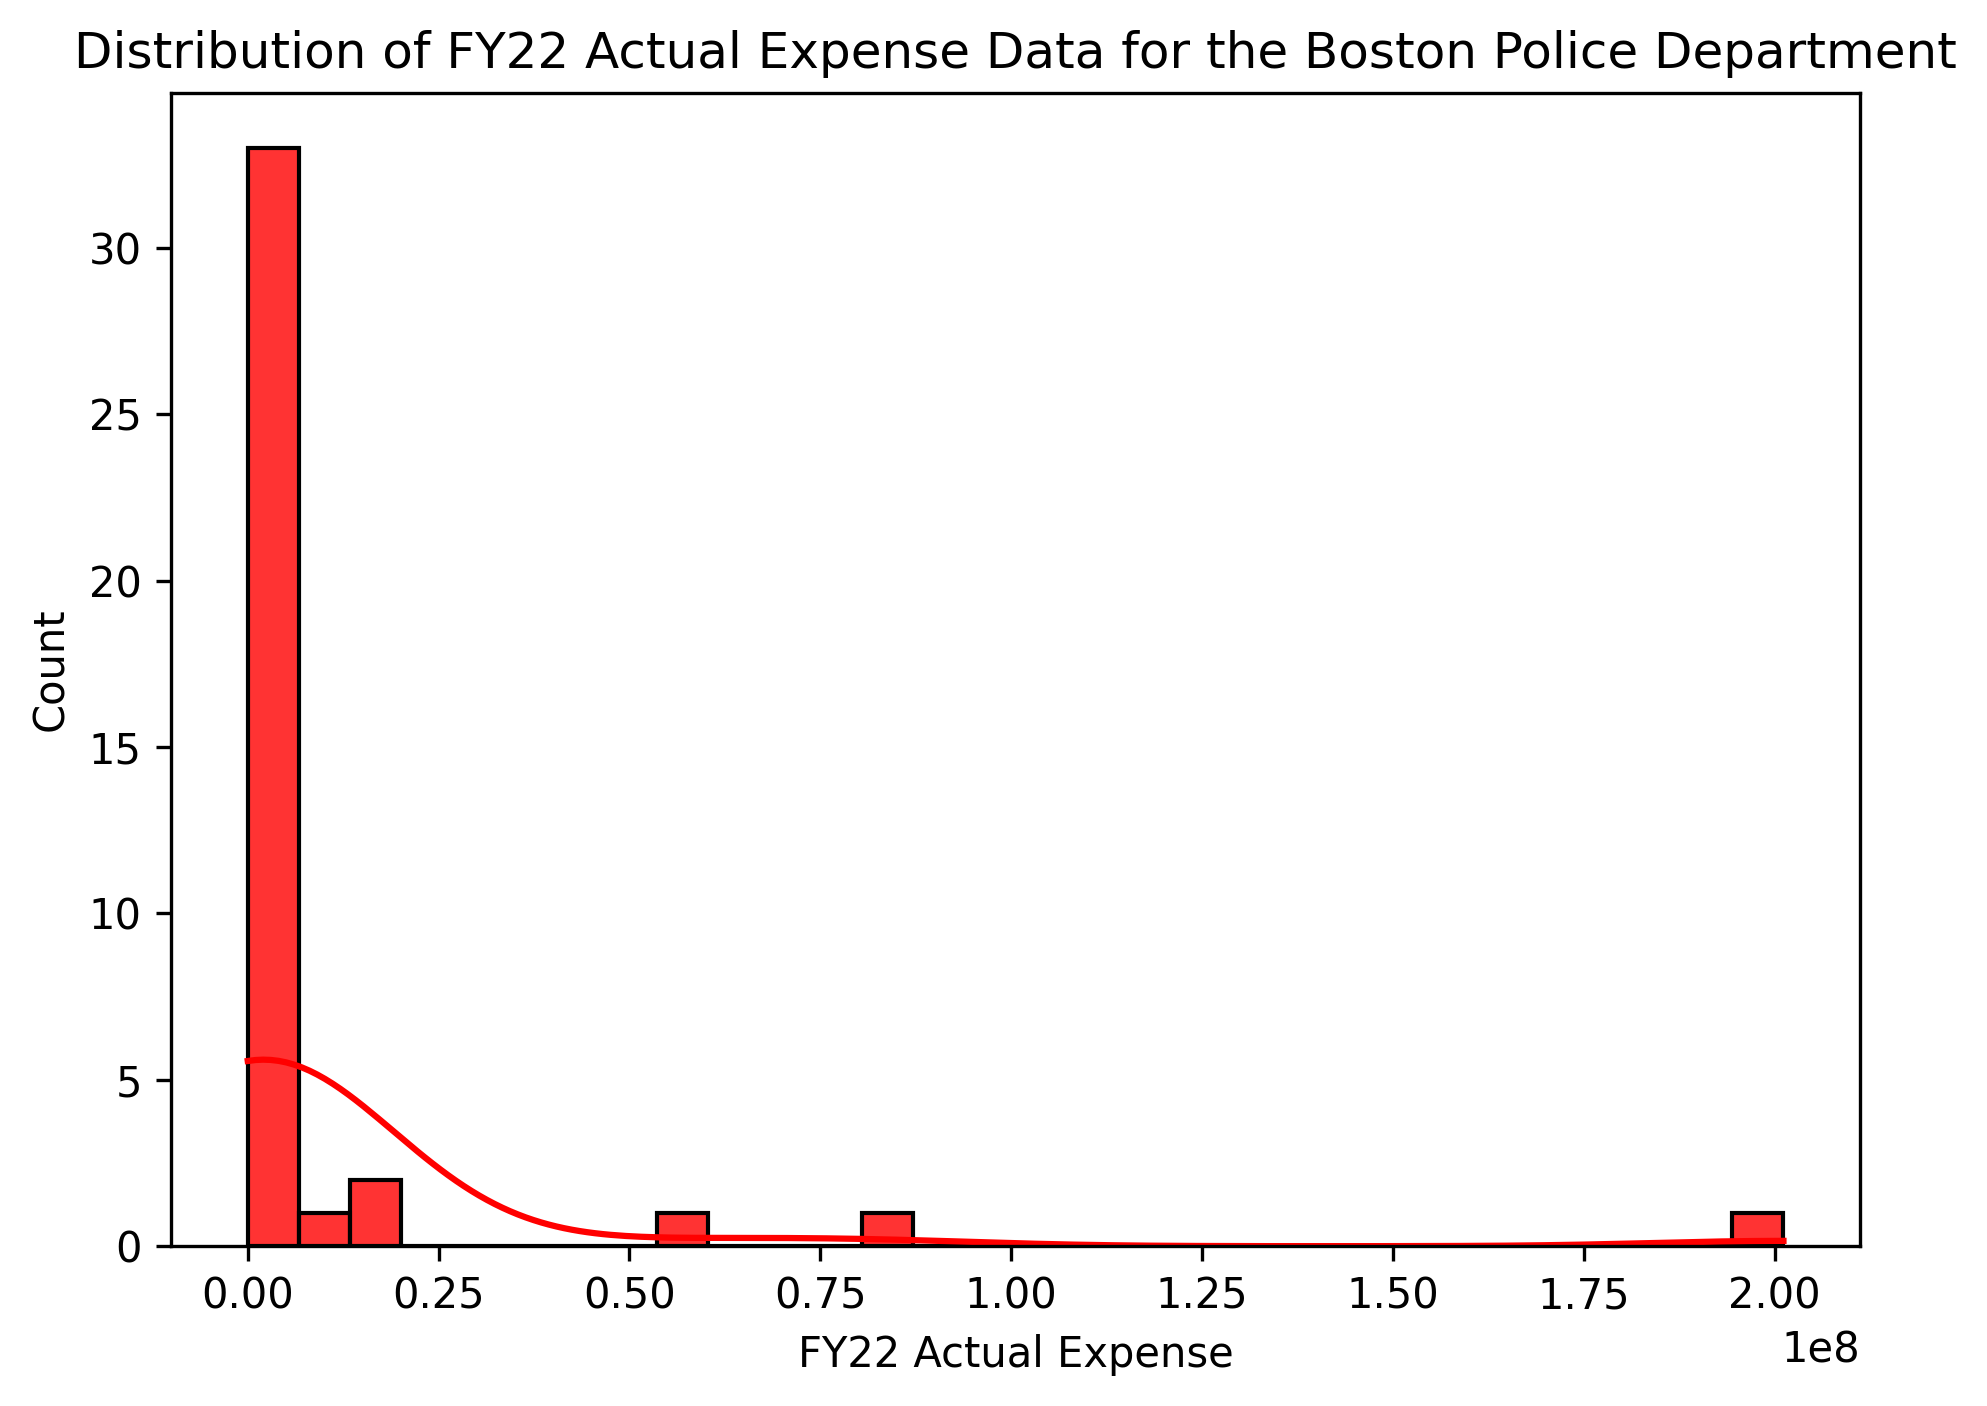 Distribution of FY22 Actual Expense Data for the Boston Police Department
Count
30
25
20
15
10
5
0
0.00 0.25 0.50 0.75 1.00 1.25 1.50 1.75 2.00
1e8
FY22 Actual Expense